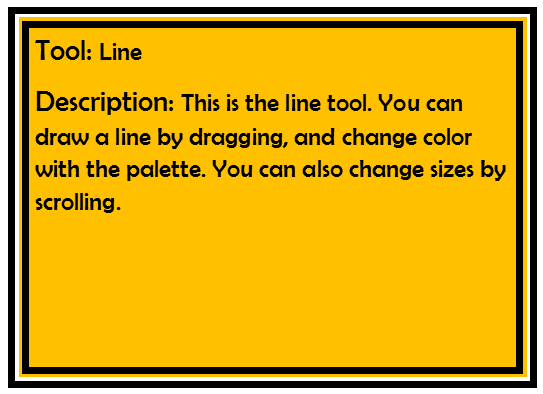 Tool: Line
Description: This is the line tool. You can
draw a line by dragging, and change color
with the palette. You can also change sizes by
scrolling.